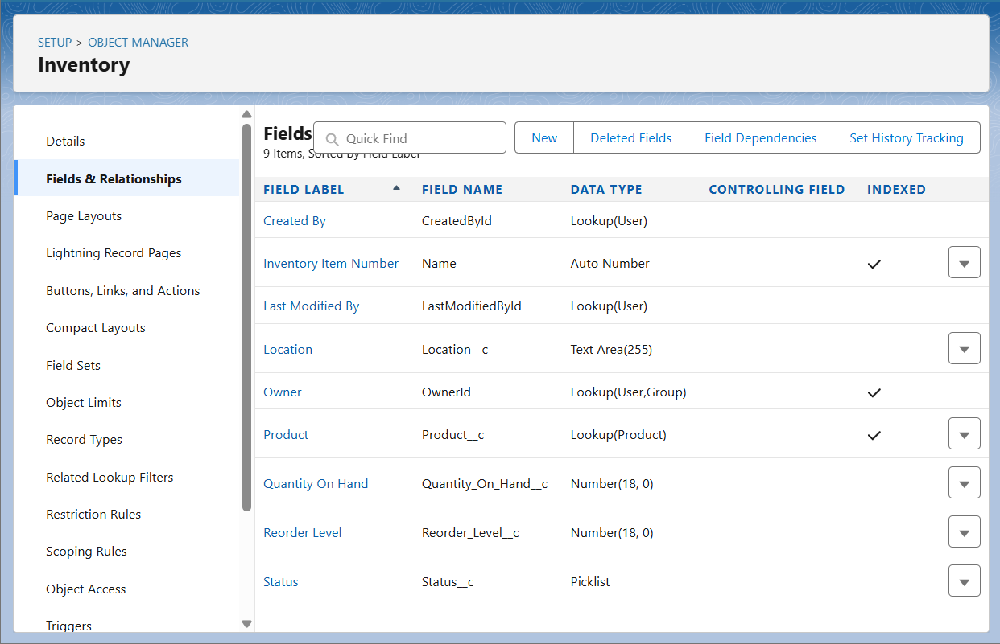 SETUP > OBJECT MANAGER
Inventory
Details
Fields & Relationships
Page Layouts
Lightning Record Pages
Buttons, Links, and Actions
Compact Layouts
Field Sets
Object Limits
Record Types
Related Lookup Filters
Restriction Rules
Scoping Rules
Object Access
Triggers
Fields
Quick Find
New
Deleted Fields
Field Dependencies
Set History Tracking
9 Items, Sorted by Field Label
FIELD LABEL FIELD NAME DATA TYPE CONTROLLING FIELD INDEXED
Created By CreatedById Lookup(User)
Inventory Item Number Name Auto Number
Last Modified By LastModifiedById Lookup(User)
Location Location__c Text Area(255)
Owner OwnerId Lookup(User,Group)
Product Product__c Lookup(Product)
Quantity On Hand Quantity_On_Hand__c Number(18, 0)
Reorder Level Reorder_Level__c Number(18, 0)
Status Status__c Picklist